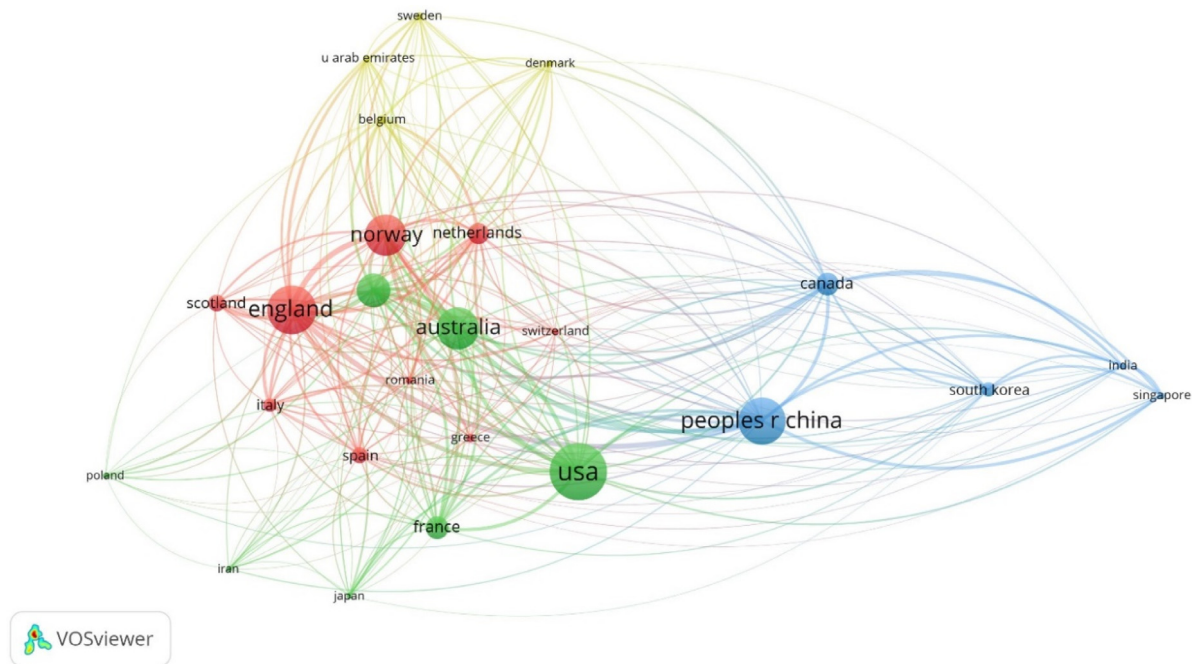 sweden
u arab emirates
denmark
belgium
norway
netherlands
canada
scotland
england
australia
switzerland
india
romania
south korea
singapore
italy
peoples r china
greece
spain
usa
poland
france
iran
japan
VOSviewer